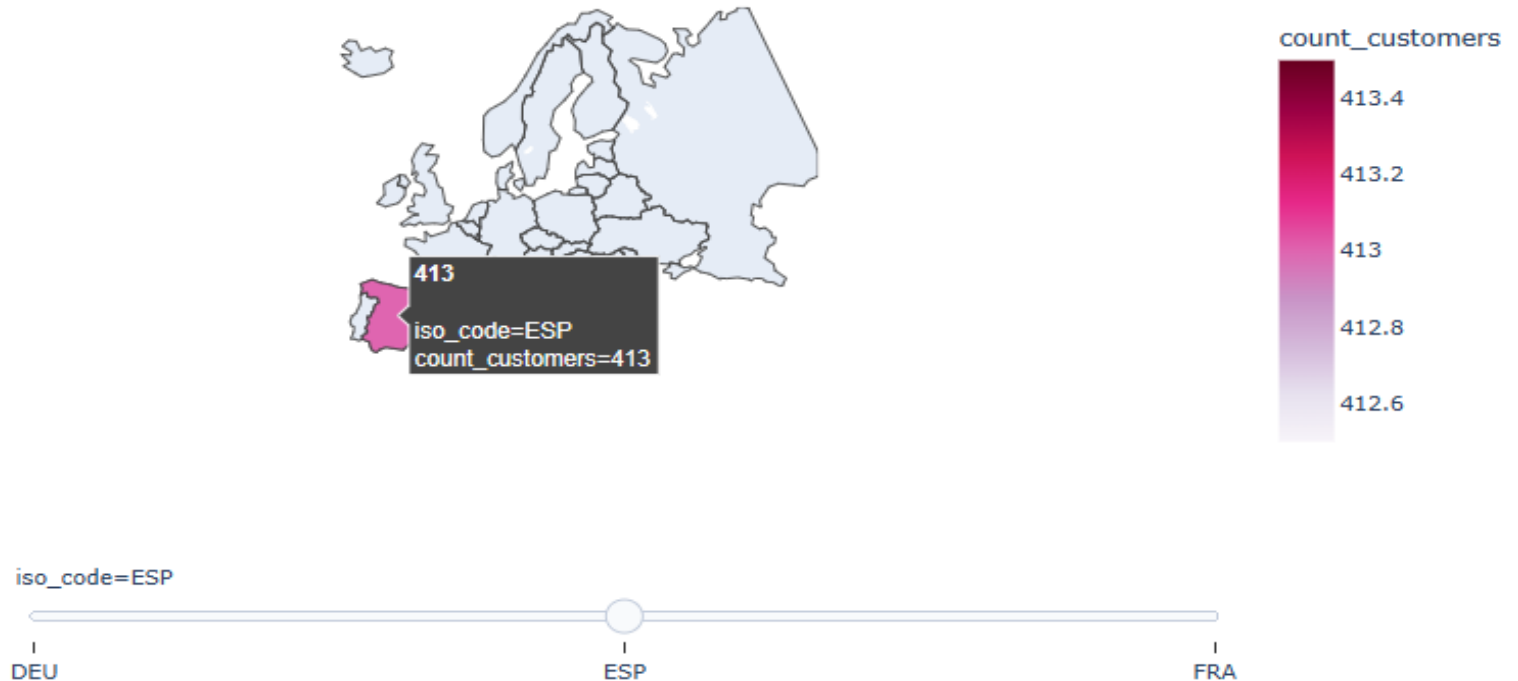 count_customers
413.4
413.2
413
412.8
412.6
413
iso_code=ESP
count_customers=413
iso_code=ESP
DEU
ESP
FRA